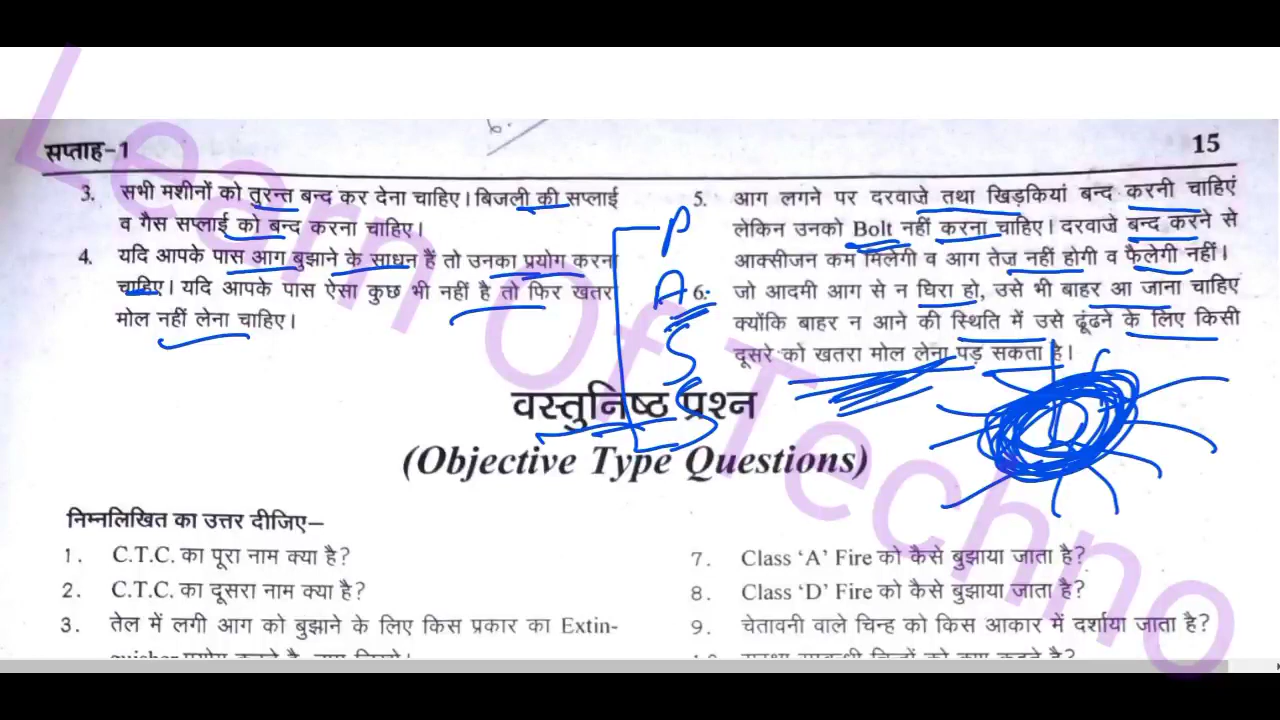 सप्ताह-1
15
3. सभी मशीनों को तुरन्त बन्द कर देना चाहिए। बिजली की सप्लाई
व गैस सप्लाई को बन्द करना चाहिए।
4. यदि आपके पास आग बुझाने के साधन हैं तो उनका प्रयोग करना
चाहिए। यदि आपके पास ऐसा कुछ भी नहीं है तो फिर खतरा
मोल नहीं लेना चाहिए।
5. आग लगने पर दरवाजे तथा खिड़कियां बन्द करनी चाहिएं
लेकिन उनको Bolt नहीं करना चाहिए। दरवाजे बन्द करने से
आक्सीजन कम मिलेगी व आग तेज नहीं होगी व फैलेगी नहीं।
6. जो आदमी आग से न घिरा हो, उसे भी बाहर आ जाना चाहिए
क्योंकि बाहर न आने की स्थिति में उसे ढूंढने के लिए किसी
दूसरे को खतरा मोल लेना पड़ सकता है।
P
A
S
S
वस्तुनिष्ठ प्रश्न
(Objective Type Questions)
निम्नलिखित का उत्तर दीजिए–
1. C.T.C. का पूरा नाम क्या है?
2. C.T.C. का दूसरा नाम क्या है?
3. तेल में लगी आग को बुझाने के लिए किस प्रकार का Extin-
7. Class ‘A’ Fire को कैसे बुझाया जाता है?
8. Class ‘D’ Fire को कैसे बुझाया जाता है?
9. चेतावनी वाले चिन्ह को किस आकार में दर्शाया जाता है?
Learn Of Techno